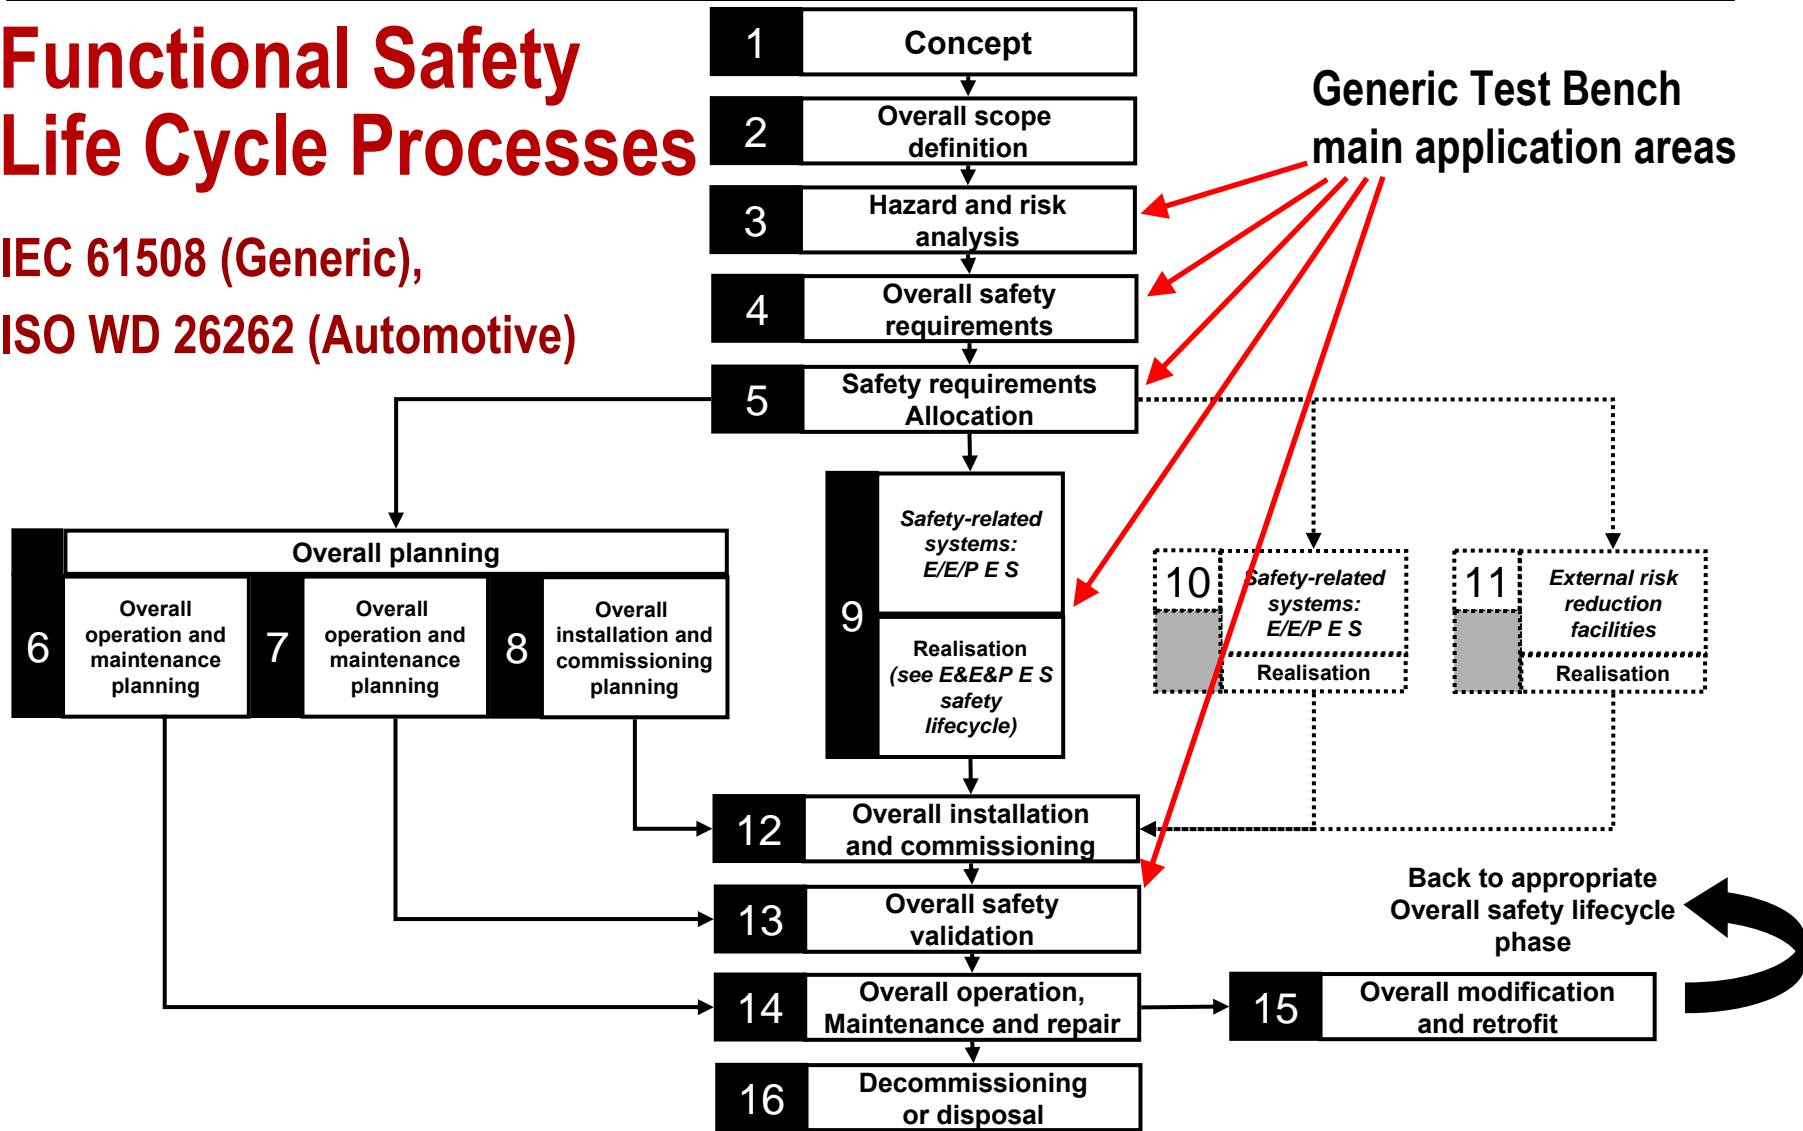 Functional Safety
Life Cycle Processes
IEC 61508 (Generic),
ISO WD 26262 (Automotive)
Generic Test Bench
main application areas
1
Concept
2
Overall scope
definition
3
Hazard and risk
analysis
4
Overall safety
requirements
5
Safety requirements
Allocation
Overall planning
6
Overall
operation and
maintenance
planning
7
Overall
operation and
maintenance
planning
8
Overall
installation and
commissioning
planning
9
Safety-related
systems:
E/E/P E S
Realisation
(see E&E&P E S
safety
lifecycle)
10
Safety-related
systems:
E/E/P E S
Realisation
11
External risk
reduction
facilities
Realisation
12
Overall installation
and commissioning
13
Overall safety
validation
14
Overall operation,
Maintenance and repair
15
Overall modification
and retrofit
Back to appropriate
Overall safety lifecycle
phase
16
Decommissioning
or disposal